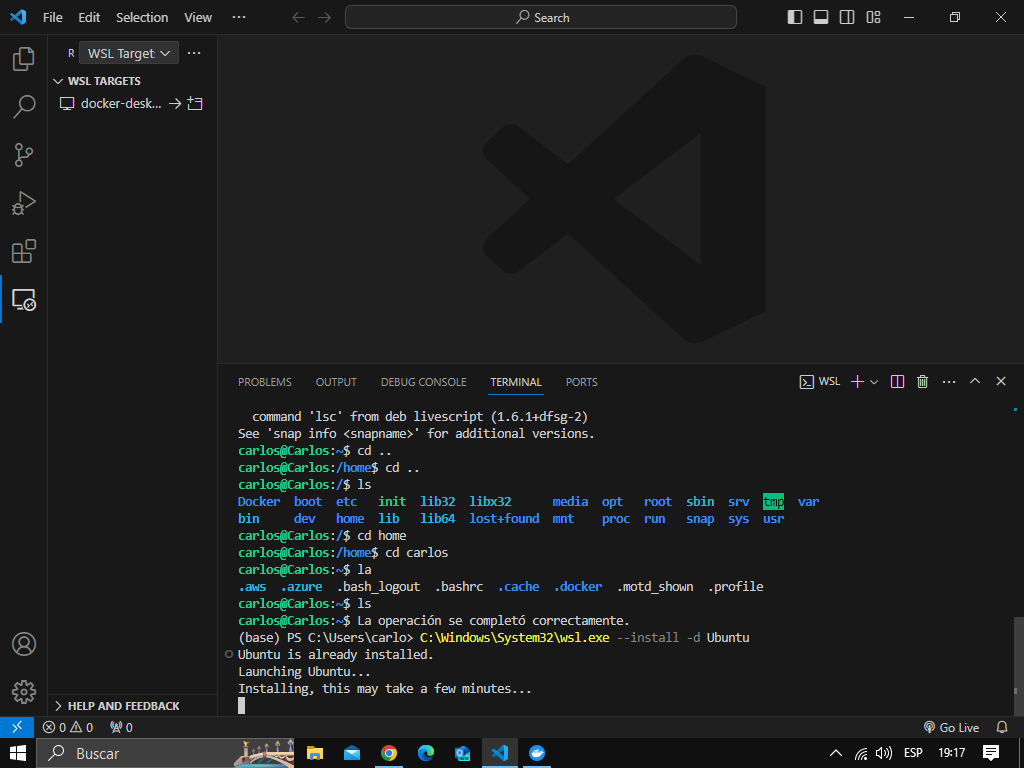 File Edit Selection View ··· Search
R WSL Target: ···
WSL TARGETS
docker-desk...
PROBLEMS OUTPUT DEBUG CONSOLE TERMINAL PORTS WSL
command 'lsc' from deb livescript (1.6.1+dfsg-2)
See 'snap info <snapname>' for additional versions.
carlos@Carlos:~$ cd ..
carlos@Carlos:/home$ cd ..
carlos@Carlos:/$ ls
Docker boot etc init lib32 libx32 media opt root sbin srv tmp var
bin dev home lib lib64 lost+found mnt proc run snap sys usr
carlos@Carlos:/$ cd home
carlos@Carlos:/home$ cd carlos
carlos@Carlos:~$ la
.aws .azure .bash_logout .bashrc .cache .docker .motd_shown .profile
carlos@Carlos:~$ ls
carlos@Carlos:~$ La operación se completó correctamente.
(base) PS C:\Users\carlo> C:\Windows\System32\wsl.exe --install -d Ubuntu
Ubuntu is already installed.
Launching Ubuntu...
Installing, this may take a few minutes...
HELP AND FEEDBACK
0 0 0 Go Live
Buscar ESP 19:17